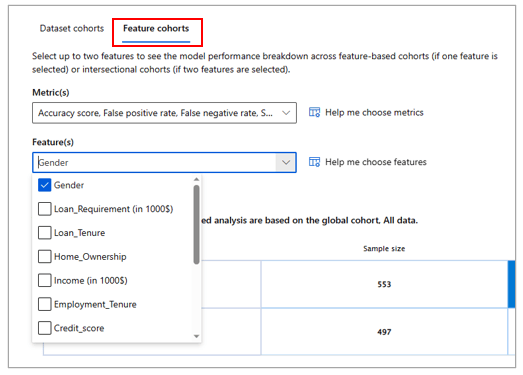 Dataset cohorts
Feature cohorts
Select up to two features to see the model performance breakdown across feature-based cohorts (if one feature is
selected) or intersectional cohorts (if two features are selected).
Metric(s)
Accuracy score, False positive rate, False negative rate, S...
Help me choose metrics
Feature(s)
Gender
Help me choose features
Gender
Loan_Requirement (in 1000$)
Loan_Tenure
Home_Ownership
Income (in 1000$)
Employment_Tenure
Credit_score
ed analysis are based on the global cohort, All data.
Sample size
553
497